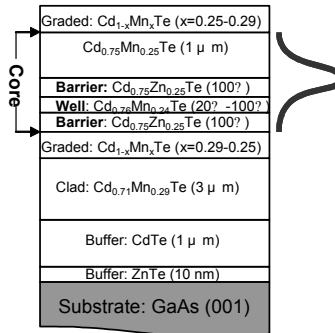 Graded: Cd1-xMnxTe (x=0.25-0.29)
Cd0.75Mn0.25Te (1 μ m)
Core
Barrier: Cd0.75Zn0.25Te (100? )
Well: Cd0.76Mn0.24Te (20? -100? )
Barrier: Cd0.75Zn0.25Te (100? )
Graded: Cd1-xMnxTe (x=0.29-0.25)
Clad: Cd0.71Mn0.29Te (3 μ m)
Buffer: CdTe (1 μ m)
Buffer: ZnTe (10 nm)
Substrate: GaAs (001)